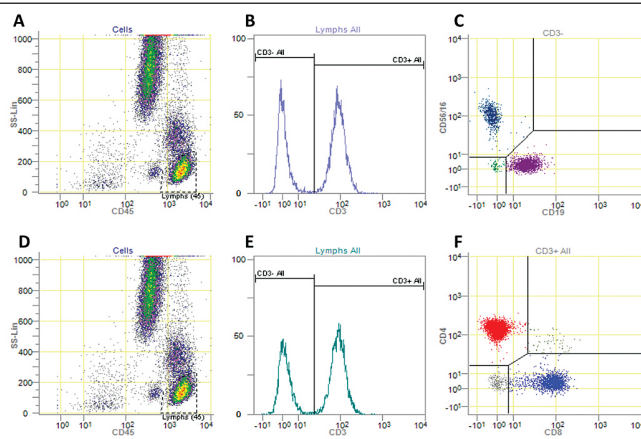 A
Cells
1000
800
600
400
200
0
SS-Lin
10⁰ 10¹ 10² 10³ 10⁴
CD45
Lymphs (45)
B
Lymphs All
CD3- All
CD3+ All
100
50
0
-10¹ 10⁰ 10¹ 10² 10³ 10⁴
CD3
C
CD3-
10⁴
10³
10²
10¹
10⁰
-10¹
CD56/16
-10¹ 10⁰ 10¹ 10² 10³
CD19
D
Cells
1000
800
600
400
200
0
SS-Lin
10⁰ 10¹ 10² 10³ 10⁴
CD45
Lymphs (45)
E
Lymphs All
CD3- All
CD3+ All
100
50
0
-10¹ 10⁰ 10¹ 10² 10³ 10⁴
CD3
F
CD3+ All
10⁴
10³
10²
10¹
10⁰
-10¹
CD4
-10¹ 10⁰ 10¹ 10² 10³
CD8